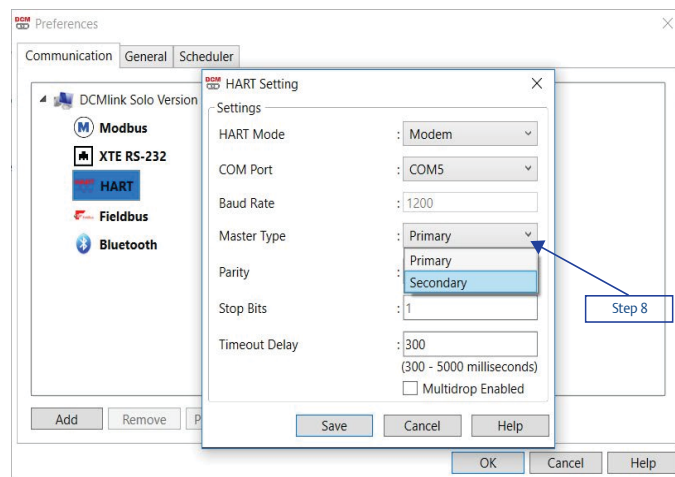 DCM Preferences
Communication General Scheduler
DCMlink Solo Version
M Modbus
XTE RS-232
HART
Fieldbus
Bluetooth
Add Remove P
DCM HART Setting
Settings
HART Mode : Modem
COM Port : COM5
Baud Rate : 1200
Master Type : Primary
Primary
Secondary
Parity :
Stop Bits : 1
Timeout Delay : 300
(300 - 5000 milliseconds)
Multidrop Enabled
Save Cancel Help
Step 8
OK Cancel Help